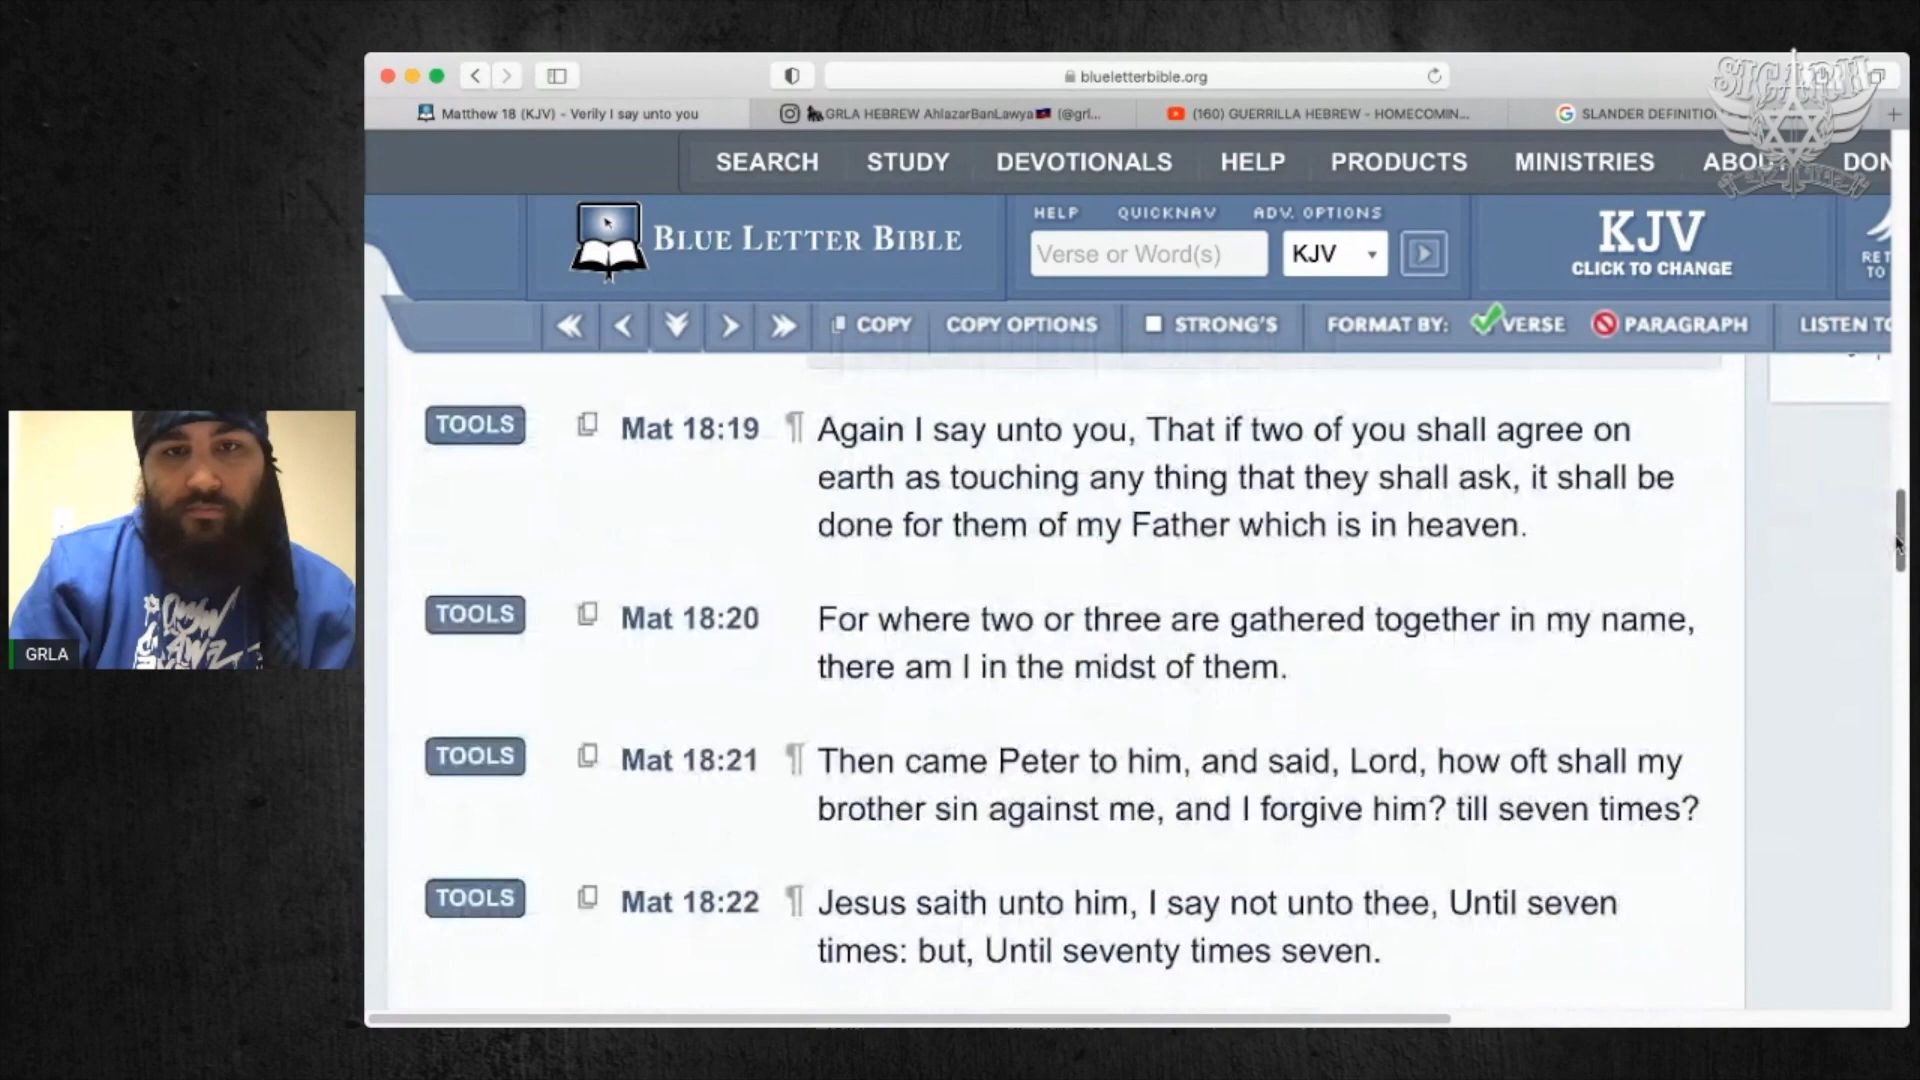 blueletterbible.org
Matthew 18 (KJV) - Verily I say unto you
GRLA HEBREW AhlazarBanLawya (@grl...
(160) GUERRILLA HEBREW - HOMECOMIN...
SLANDER DEFINITIO
SICARII
SEARCH STUDY DEVOTIONALS HELP PRODUCTS MINISTRIES ABOU DON
HELP QUICKNAV ADV. OPTIONS
BLUE LETTER BIBLE
Verse or Word(s)
KJV
KJV
CLICK TO CHANGE
RET
TO
COPY COPY OPTIONS STRONG'S FORMAT BY: VERSE PARAGRAPH LISTEN TO
TOOLS Mat 18:19 ¶ Again I say unto you, That if two of you shall agree on
earth as touching any thing that they shall ask, it shall be
done for them of my Father which is in heaven.
TOOLS Mat 18:20 For where two or three are gathered together in my name,
there am I in the midst of them.
TOOLS Mat 18:21 ¶ Then came Peter to him, and said, Lord, how oft shall my
brother sin against me, and I forgive him? till seven times?
TOOLS Mat 18:22 ¶ Jesus saith unto him, I say not unto thee, Until seven
times: but, Until seventy times seven.
GRLA